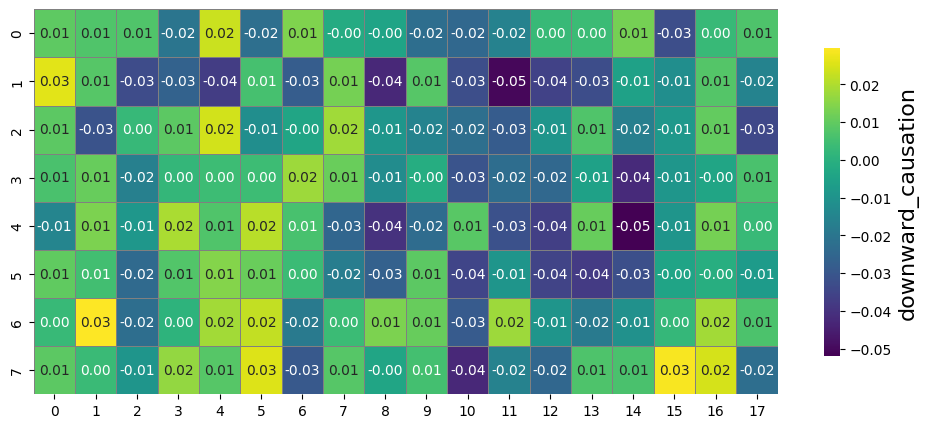 0 0.01 0.01 0.01 -0.02 0.02 -0.02 0.01 -0.00 -0.00 -0.02 -0.02 -0.02 0.00 0.00 0.01 -0.03 0.00 0.01
1 0.03 0.01 -0.03 -0.03 -0.04 0.01 -0.03 0.01 -0.04 0.01 -0.03 -0.05 -0.04 -0.03 -0.01 -0.01 0.01 -0.02
2 0.01 -0.03 0.00 0.01 0.02 -0.01 -0.00 0.02 -0.01 -0.02 -0.02 -0.03 -0.01 0.01 -0.02 -0.01 0.01 -0.03
3 0.01 0.01 -0.02 0.00 0.00 0.00 0.02 0.01 -0.01 -0.00 -0.03 -0.02 -0.02 -0.01 -0.04 -0.01 -0.00 0.01
4 -0.01 0.01 -0.01 0.02 0.01 0.02 0.01 -0.03 -0.04 -0.02 0.01 -0.03 -0.04 0.01 -0.05 -0.01 0.01 0.00
5 0.01 0.01 -0.02 0.01 0.01 0.01 0.00 -0.02 -0.03 0.01 -0.04 -0.01 -0.04 -0.04 -0.03 -0.00 -0.00 -0.01
6 0.00 0.03 -0.02 0.00 0.02 0.02 -0.02 0.00 0.01 0.01 -0.03 0.02 -0.01 -0.02 -0.01 0.00 0.02 0.01
7 0.01 0.00 -0.01 0.02 0.01 0.03 -0.03 0.01 -0.00 0.01 -0.04 -0.02 -0.02 0.01 0.01 0.03 0.02 -0.02
0 1 2 3 4 5 6 7 8 9 10 11 12 13 14 15 16 17
0.02
0.01
0.00
−0.01
−0.02
−0.03
−0.04
−0.05
downward_causation